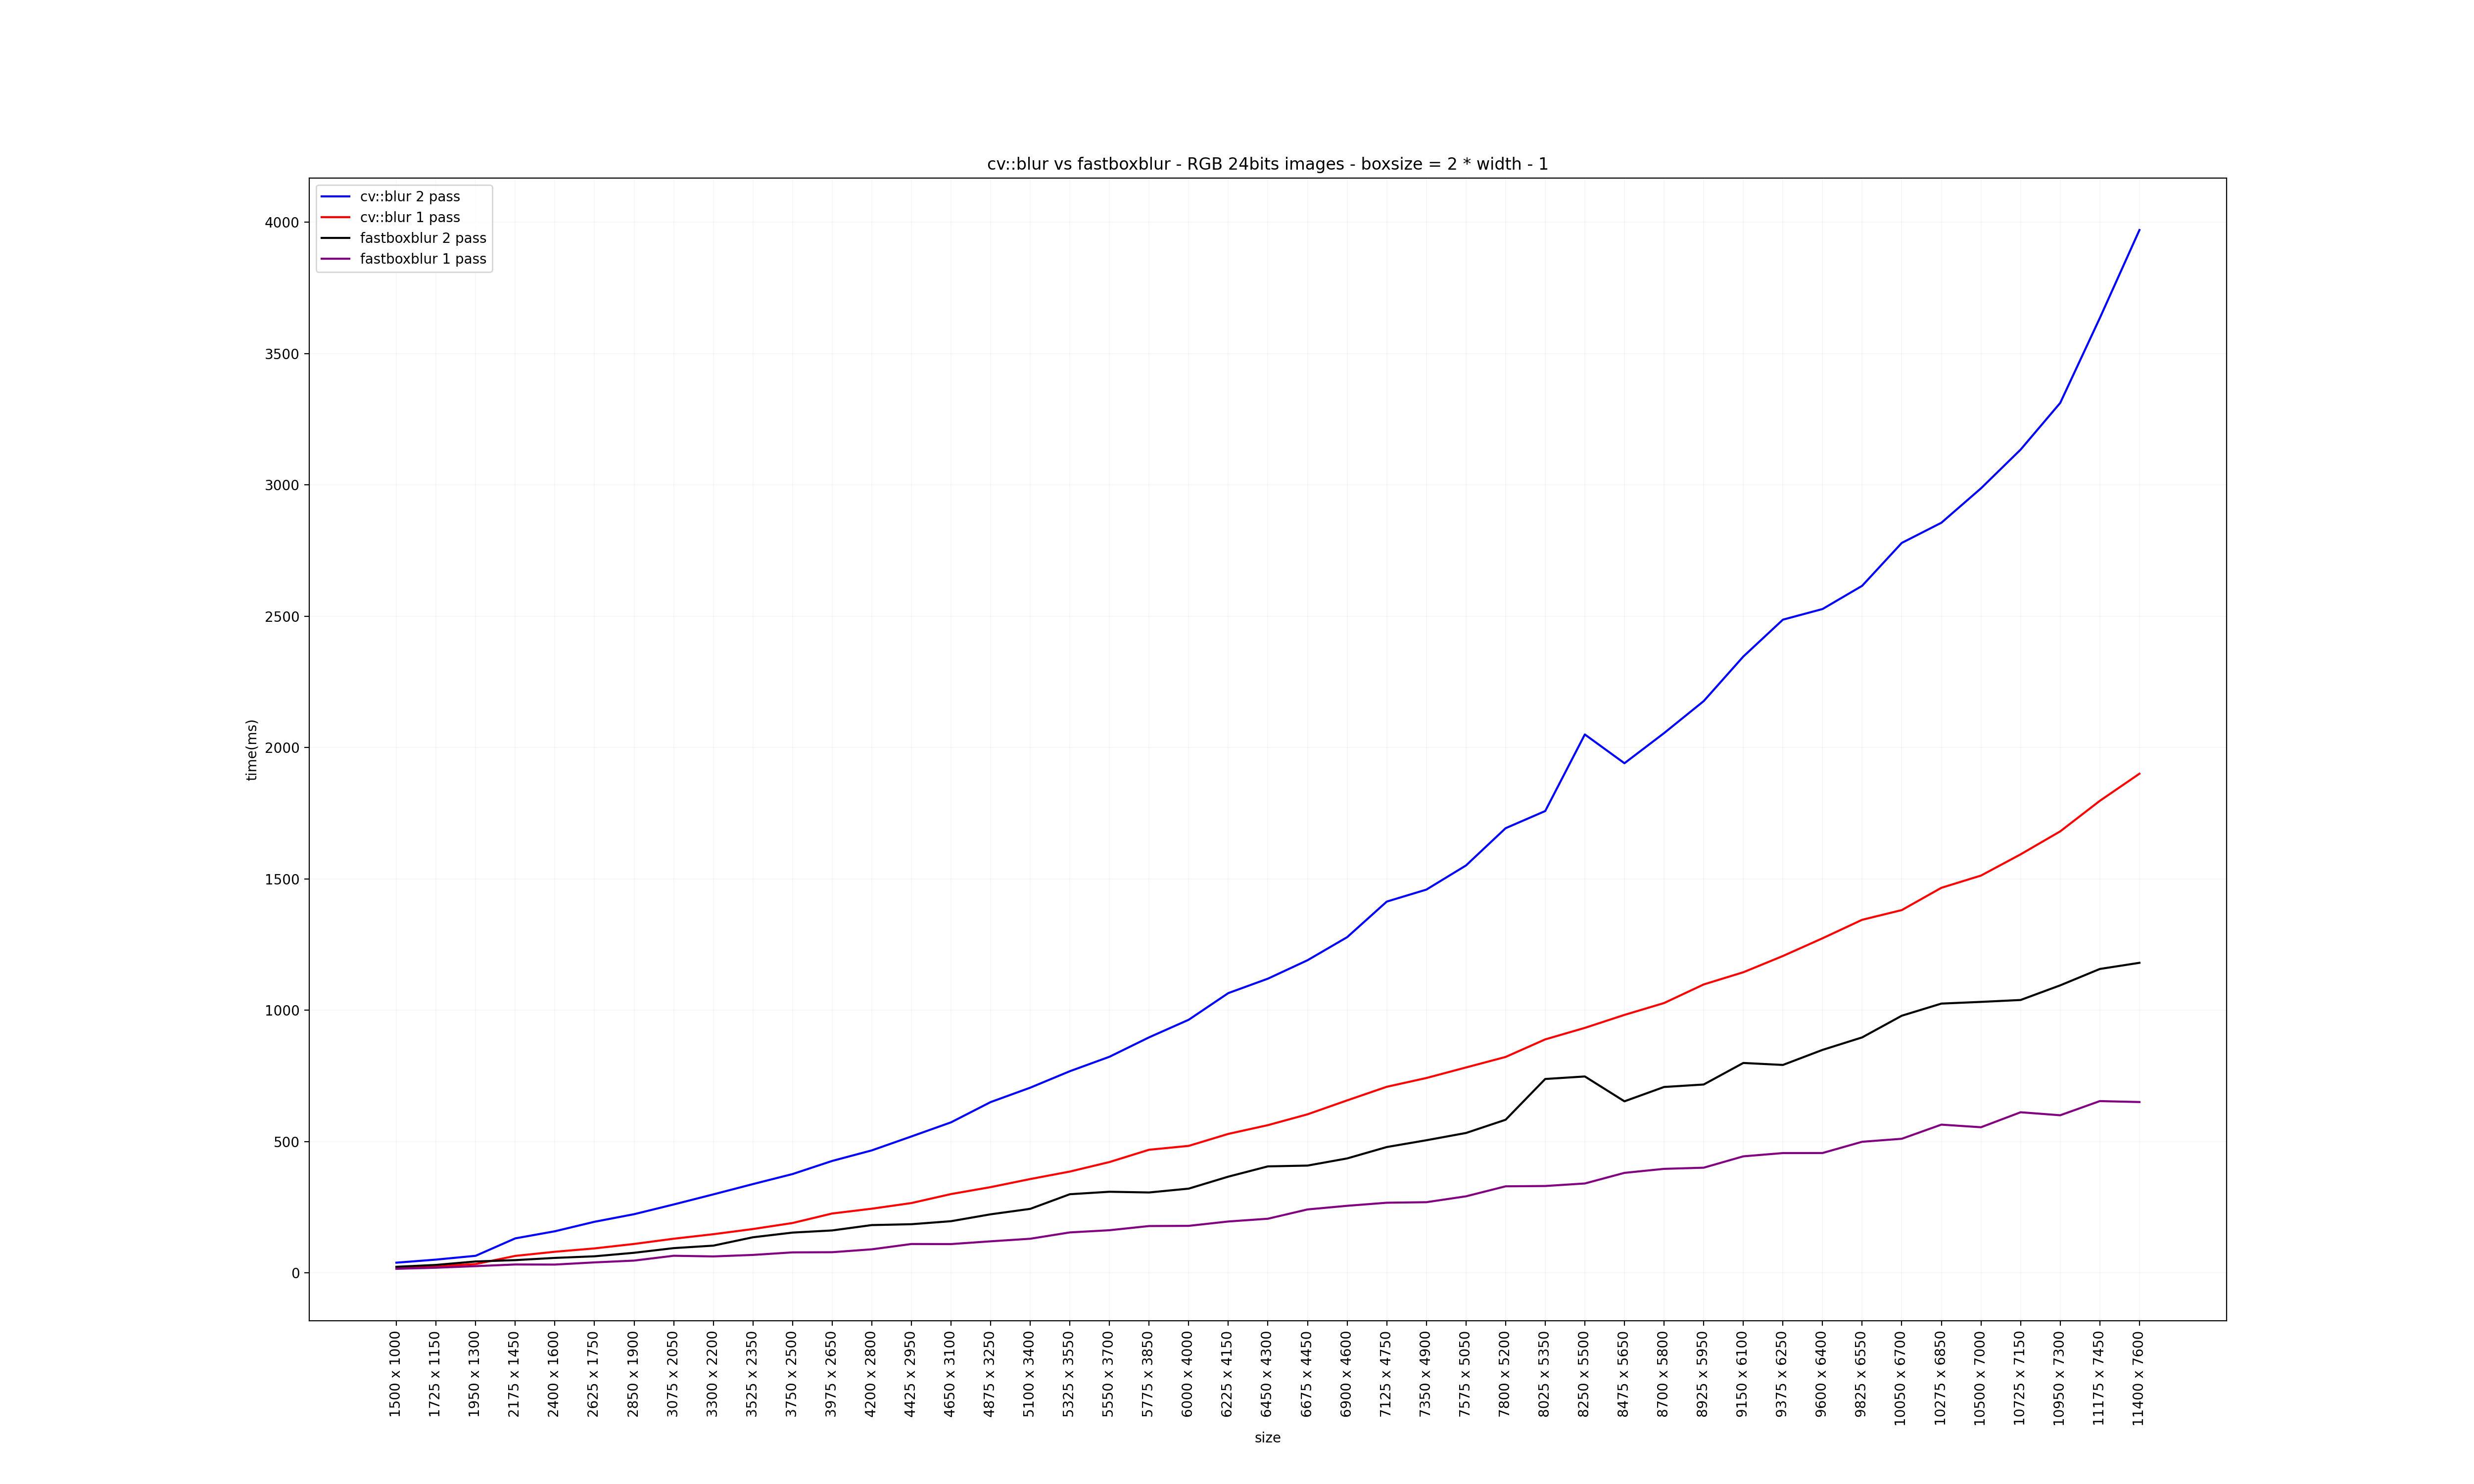 cv::blur vs fastboxblur - RGB 24bits images - boxsize = 2 * width - 1
cv::blur 2 pass
cv::blur 1 pass
fastboxblur 2 pass
fastboxblur 1 pass
4000
3500
3000
2500
2000
1500
1000
500
0
time(ms)
1500 x 1000
1725 x 1150
1950 x 1300
2175 x 1450
2400 x 1600
2625 x 1750
2850 x 1900
3075 x 2050
3300 x 2200
3525 x 2350
3750 x 2500
3975 x 2650
4200 x 2800
4425 x 2950
4650 x 3100
4875 x 3250
5100 x 3400
5325 x 3550
5550 x 3700
5775 x 3850
6000 x 4000
6225 x 4150
6450 x 4300
6675 x 4450
6900 x 4600
7125 x 4750
7350 x 4900
7575 x 5050
7800 x 5200
8025 x 5350
8250 x 5500
8475 x 5650
8700 x 5800
8925 x 5950
9150 x 6100
9375 x 6250
9600 x 6400
9825 x 6550
10050 x 6700
10275 x 6850
10500 x 7000
10725 x 7150
10950 x 7300
11175 x 7450
11400 x 7600
size